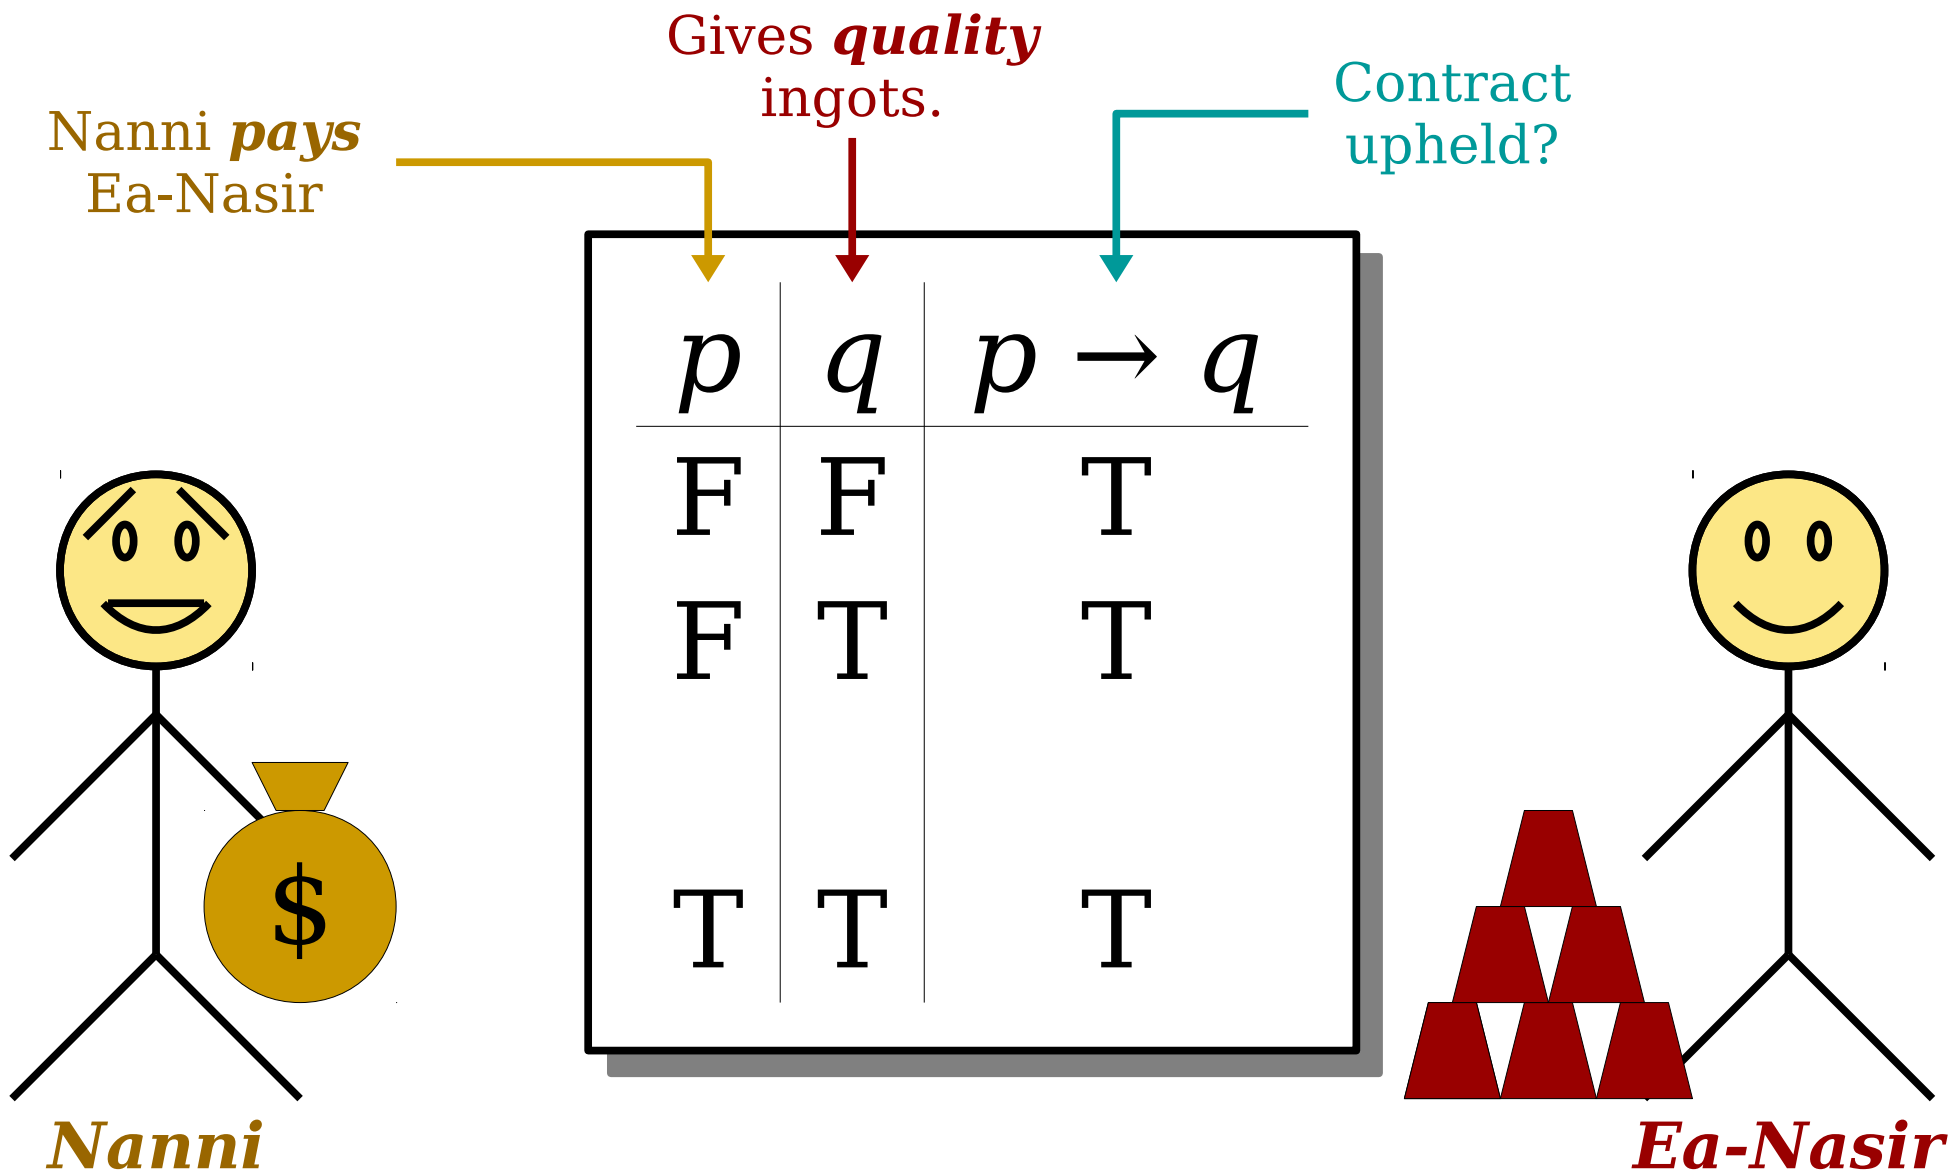 Gives quality
ingots.
Nanni pays
Ea-Nasir
Contract
upheld?
p q p → q
F F T
F T T
T T T
$
Nanni
Ea-Nasir